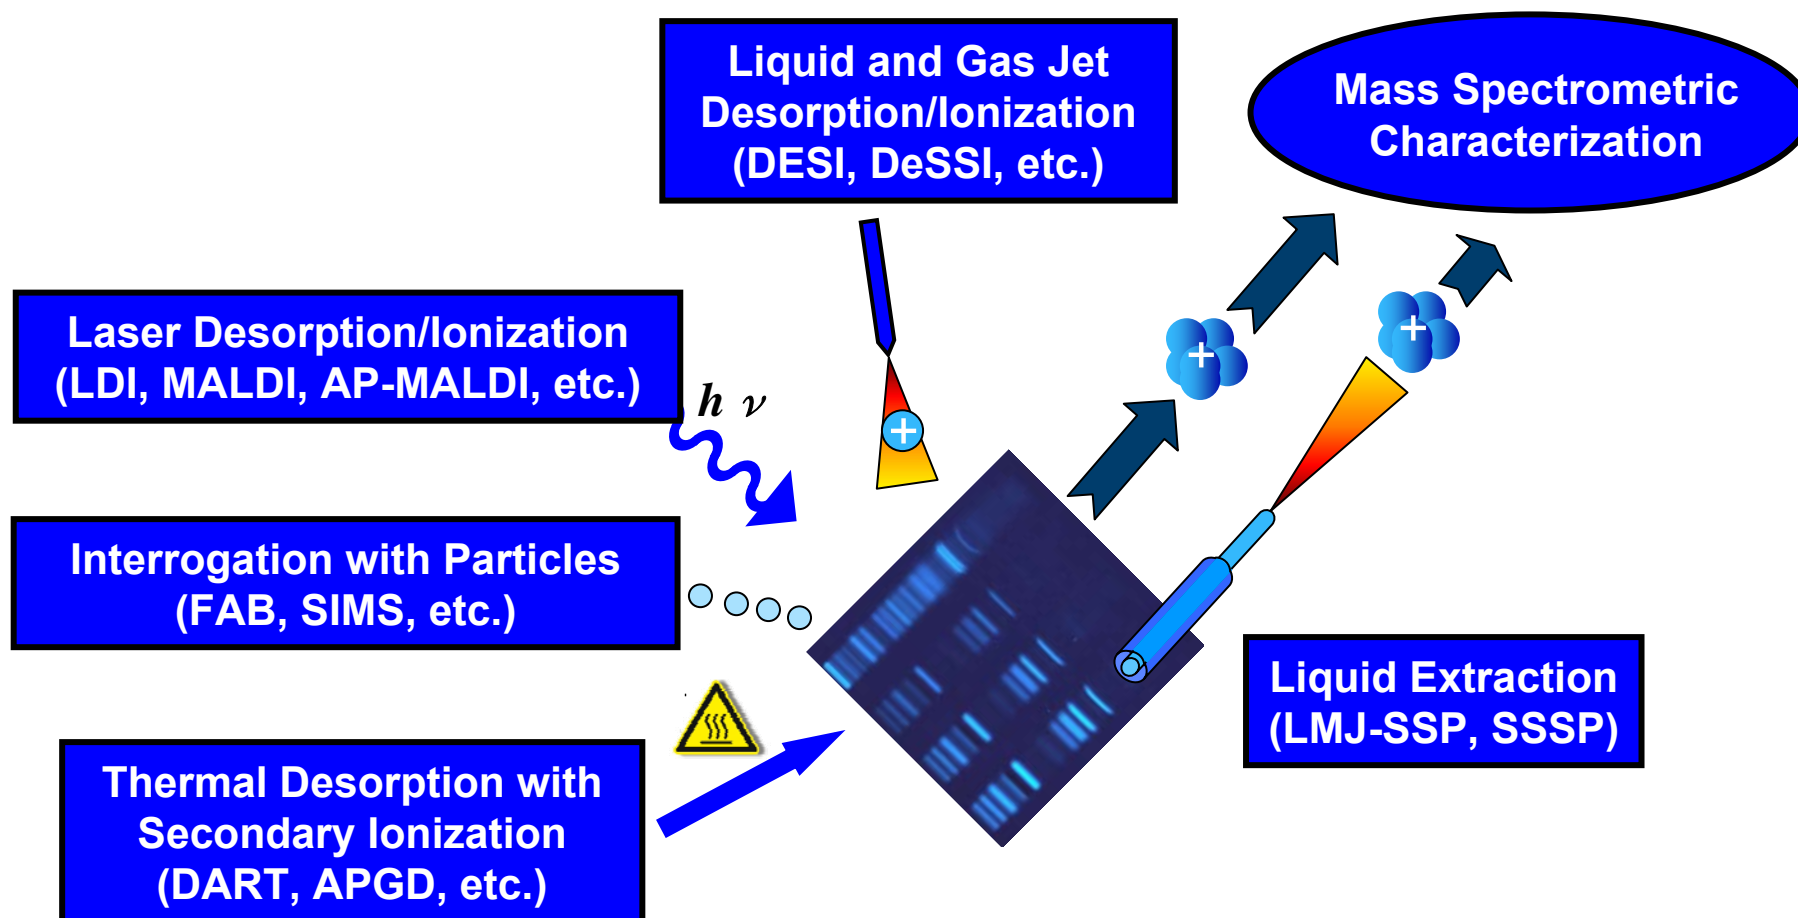 Liquid and Gas Jet
Desorption/Ionization
(DESI, DeSSI, etc.)
Mass Spectrometric
Characterization
Laser Desorption/Ionization
(LDI, MALDI, AP-MALDI, etc.)
h ν
+
+
+
Interrogation with Particles
(FAB, SIMS, etc.)
Liquid Extraction
(LMJ-SSP, SSSP)
Thermal Desorption with
Secondary Ionization
(DART, APGD, etc.)